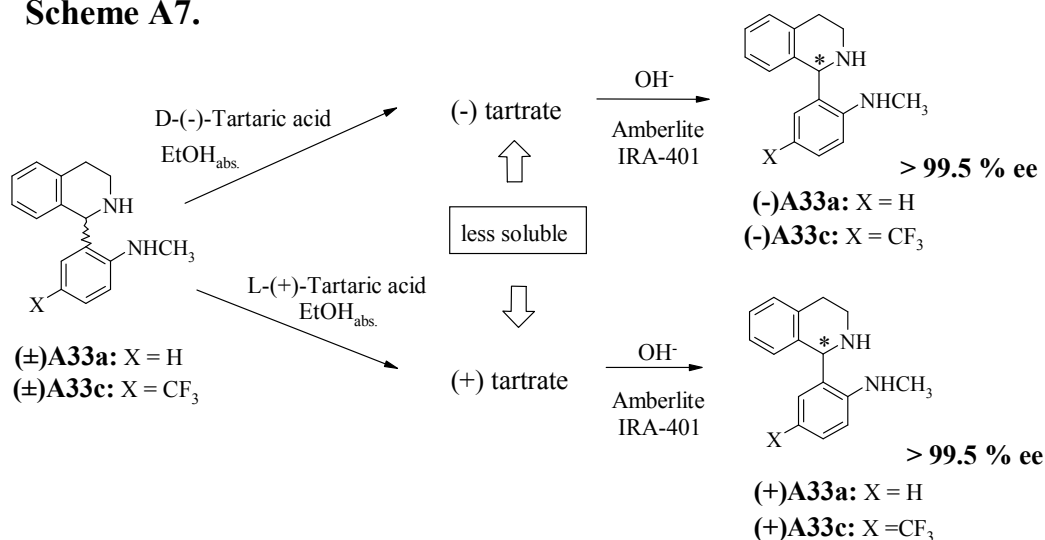 Scheme A7.
NH
NHCH3
X
(±)A33a: X = H
(±)A33c: X = CF3
D-(-)-Tartaric acid
EtOHabs.
L-(+)-Tartaric acid
EtOHabs.
(-) tartrate
less soluble
(+) tartrate
OH-
Amberlite
IRA-401
*
NH
NHCH3
X
> 99.5 % ee
(-)A33a: X = H
(-)A33c: X = CF3
OH-
Amberlite
IRA-401
*
NH
NHCH3
X
> 99.5 % ee
(+)A33a: X = H
(+)A33c: X =CF3